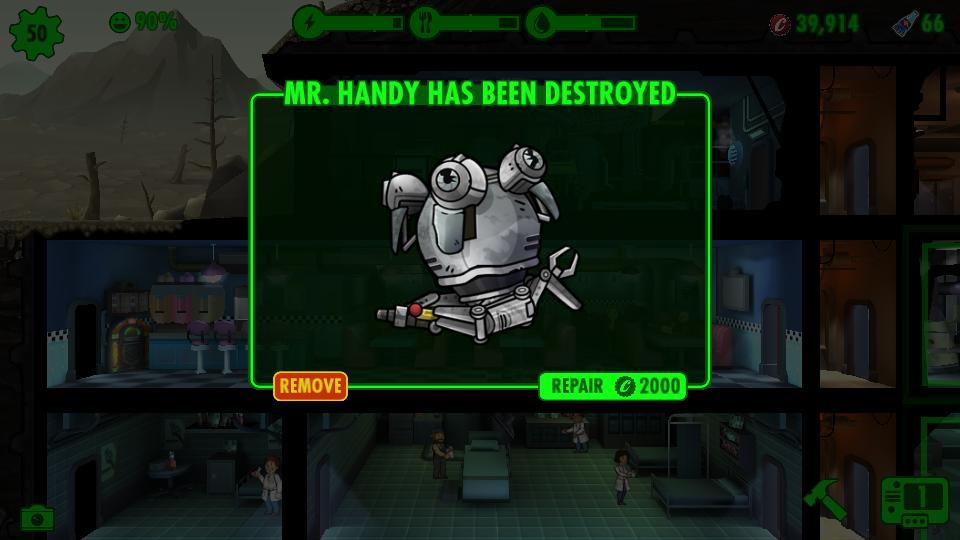 50
90%
39,914
66
MR. HANDY HAS BEEN DESTROYED
REMOVE
REPAIR 2000
1